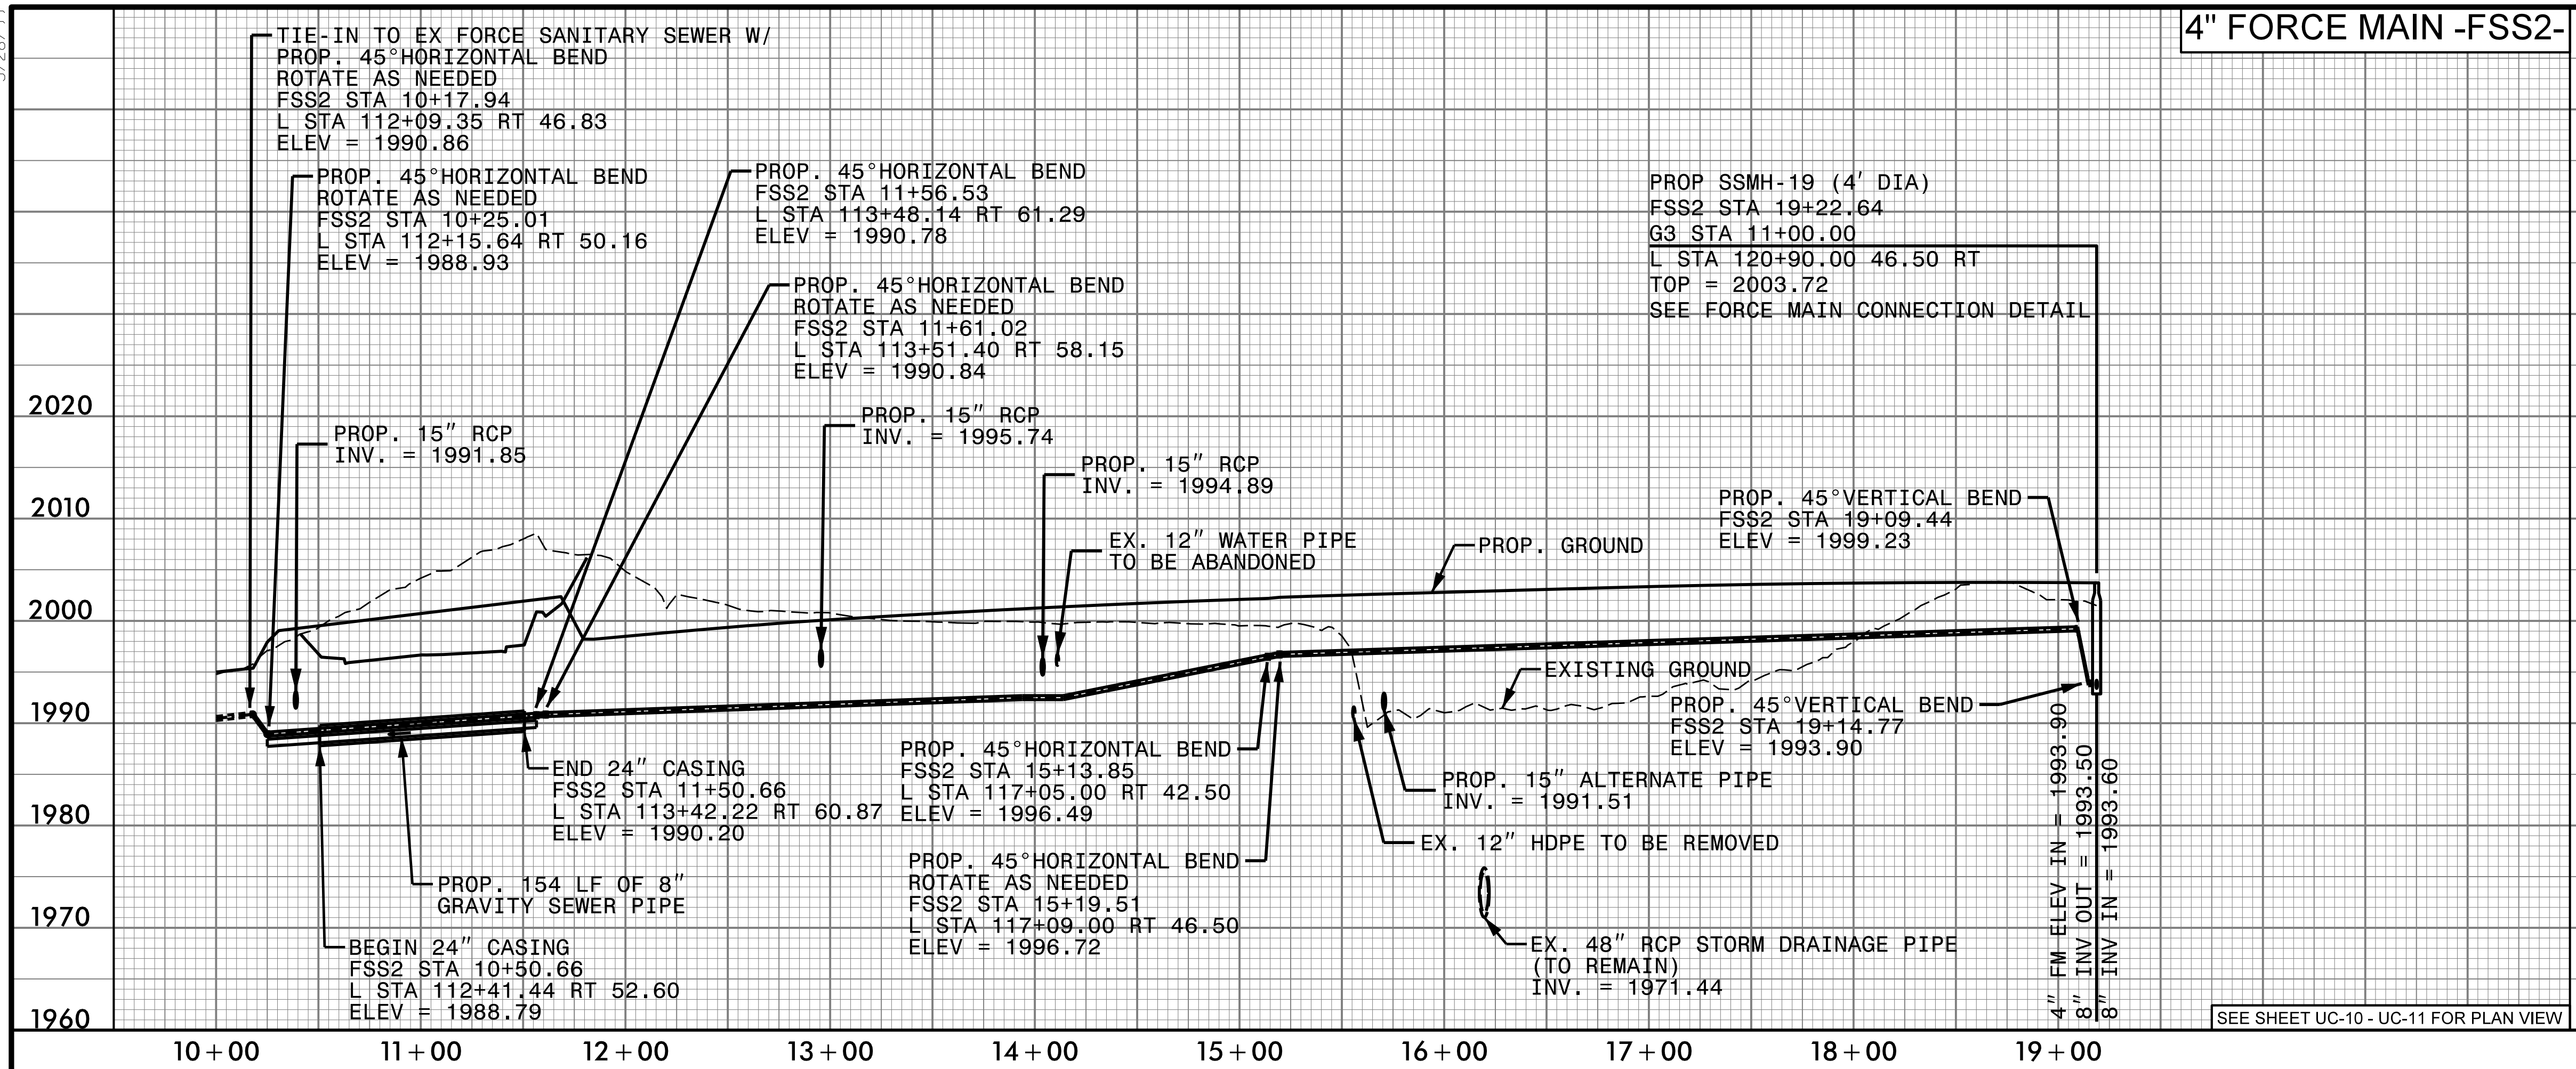 4" FORCE MAIN -FSS2-
TIE-IN TO EX FORCE SANITARY SEWER W/
PROP. 45°HORIZONTAL BEND
ROTATE AS NEEDED
FSS2 STA 10+17.94
L STA 112+09.35 RT 46.83
ELEV = 1990.86
PROP. 45°HORIZONTAL BEND
ROTATE AS NEEDED
FSS2 STA 10+25.01
L STA 112+15.64 RT 50.16
ELEV = 1988.93
PROP. 45°HORIZONTAL BEND
FSS2 STA 11+56.53
L STA 113+48.14 RT 61.29
ELEV = 1990.78
PROP. 45°HORIZONTAL BEND
ROTATE AS NEEDED
FSS2 STA 11+61.02
L STA 113+51.40 RT 58.15
ELEV = 1990.84
PROP SSMH-19 (4' DIA)
FSS2 STA 19+22.64
G3 STA 11+00.00
L STA 120+90.00 46.50 RT
TOP = 2003.72
SEE FORCE MAIN CONNECTION DETAIL
PROP. 15" RCP
INV. = 1991.85
PROP. 15" RCP
INV. = 1995.74
PROP. 15" RCP
INV. = 1994.89
EX. 12" WATER PIPE
TO BE ABANDONED
PROP. GROUND
PROP. 45°VERTICAL BEND
FSS2 STA 19+09.44
ELEV = 1999.23
EXISTING GROUND
PROP. 45°VERTICAL BEND
FSS2 STA 19+14.77
ELEV = 1993.90
PROP. 45°HORIZONTAL BEND
FSS2 STA 15+13.85
L STA 117+05.00 RT 42.50
ELEV = 1996.49
END 24" CASING
FSS2 STA 11+50.66
L STA 113+42.22 RT 60.87
ELEV = 1990.20
PROP. 15" ALTERNATE PIPE
INV. = 1991.51
EX. 12" HDPE TO BE REMOVED
PROP. 45°HORIZONTAL BEND
ROTATE AS NEEDED
FSS2 STA 15+19.51
L STA 117+09.00 RT 46.50
ELEV = 1996.72
PROP. 154 LF OF 8"
GRAVITY SEWER PIPE
BEGIN 24" CASING
FSS2 STA 10+50.66
L STA 112+41.44 RT 52.60
ELEV = 1988.79
EX. 48" RCP STORM DRAINAGE PIPE
(TO REMAIN)
INV. = 1971.44
4" FM ELEV IN = 1993.90
8" INV OUT = 1993.50
8" INV IN = 1993.60
SEE SHEET UC-10 - UC-11 FOR PLAN VIEW
2020
2010
2000
1990
1980
1970
1960
10+00 11+00 12+00 13+00 14+00 15+00 16+00 17+00 18+00 19+00